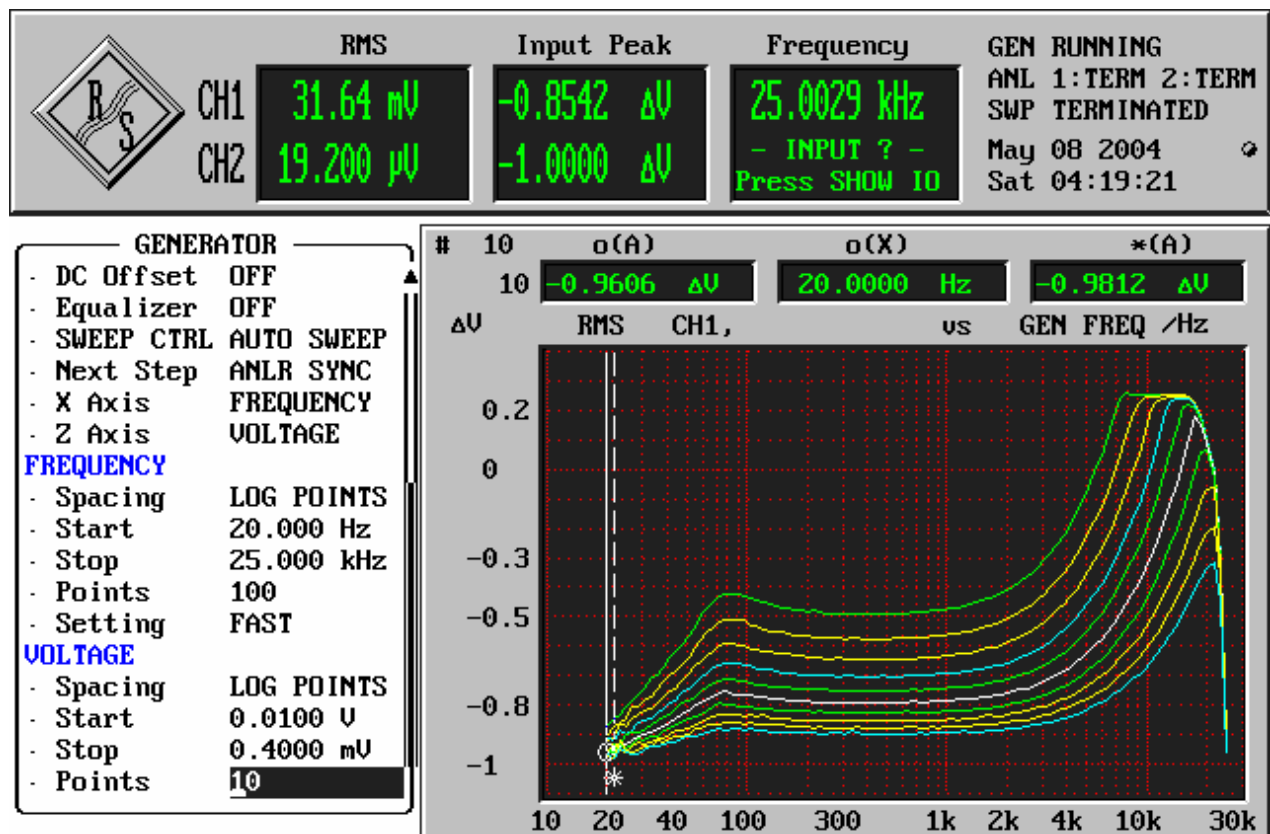 RMS Input Peak Frequency GEN RUNNING
R S CH1 31.64 mV -0.8542 ΔV 25.0029 kHz ANL 1:TERM 2:TERM
SWP TERMINATED
CH2 19.200 µV -1.0000 ΔV - INPUT ? - May 08 2004
Press SHOW IO Sat 04:19:21
GENERATOR
- DC Offset OFF
- Equalizer OFF
- SWEEP CTRL AUTO SWEEP
- Next Step ANLR SYNC
- X Axis FREQUENCY
- Z Axis VOLTAGE
FREQUENCY
- Spacing LOG POINTS
- Start 20.000 Hz
- Stop 25.000 kHz
- Points 100
- Setting FAST
VOLTAGE
- Spacing LOG POINTS
- Start 0.0100 V
- Stop 0.4000 mV
- Points 10
# 10 o(A) o(X) *(A)
10 -0.9606 ΔV 20.0000 Hz -0.9812 ΔV
ΔV RMS CH1, vs GEN FREQ /Hz
0.2
0
-0.3
-0.5
-0.8
-1
10 20 40 100 300 1k 2k 4k 10k 30k